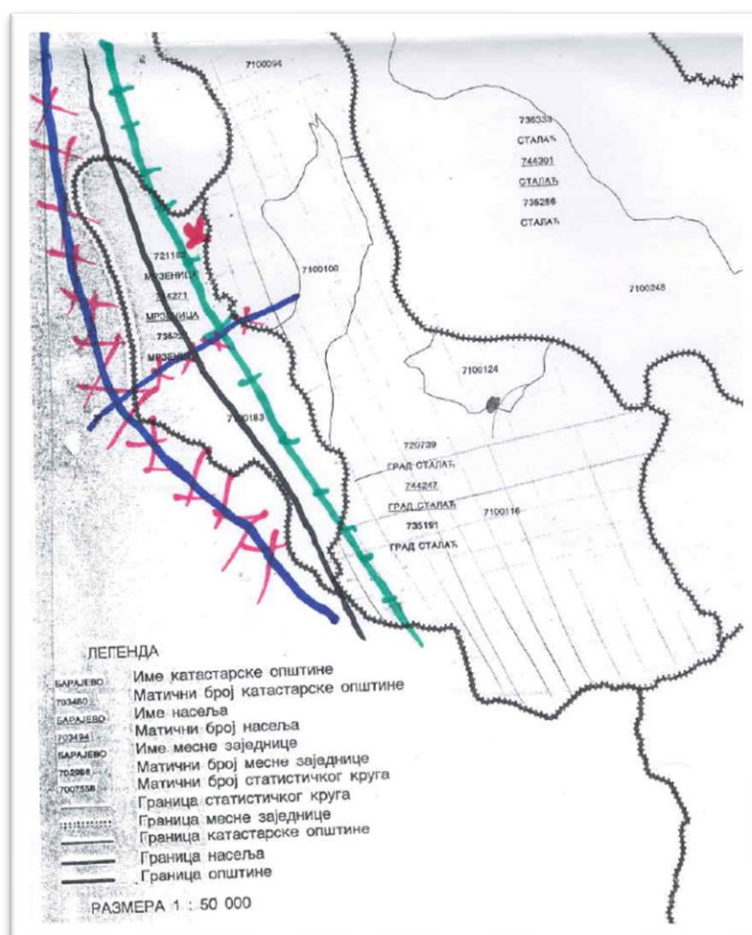 7100094
736333
СТАЛАЋ
744301
СТАЛАЋ
735256
СТАЛАЋ
МРЗЕНИЦА
МРЗЕНИЦА
7100108
7100248
7100124
7100183
720739
ГРАД СТАЛАЋ
744247
ГРАД СТАЛАЋ
7100116
735191
ГРАД СТАЛАЋ
ЛЕГЕНДА
БАРАЈЕВО Име катастарске општине
703460 Матични број катастарске општине
БАРАЈЕВО Име насеља
703494 Матични број насеља
БАРАЈЕВО Име месне заједнице
Матични број месне заједнице
7007558 Матични број статистичког круга
Граница статистичког круга
Граница месне заједнице
Граница катастарске општине
Граница насеља
Граница општине
РАЗМЕРА 1 : 50 000